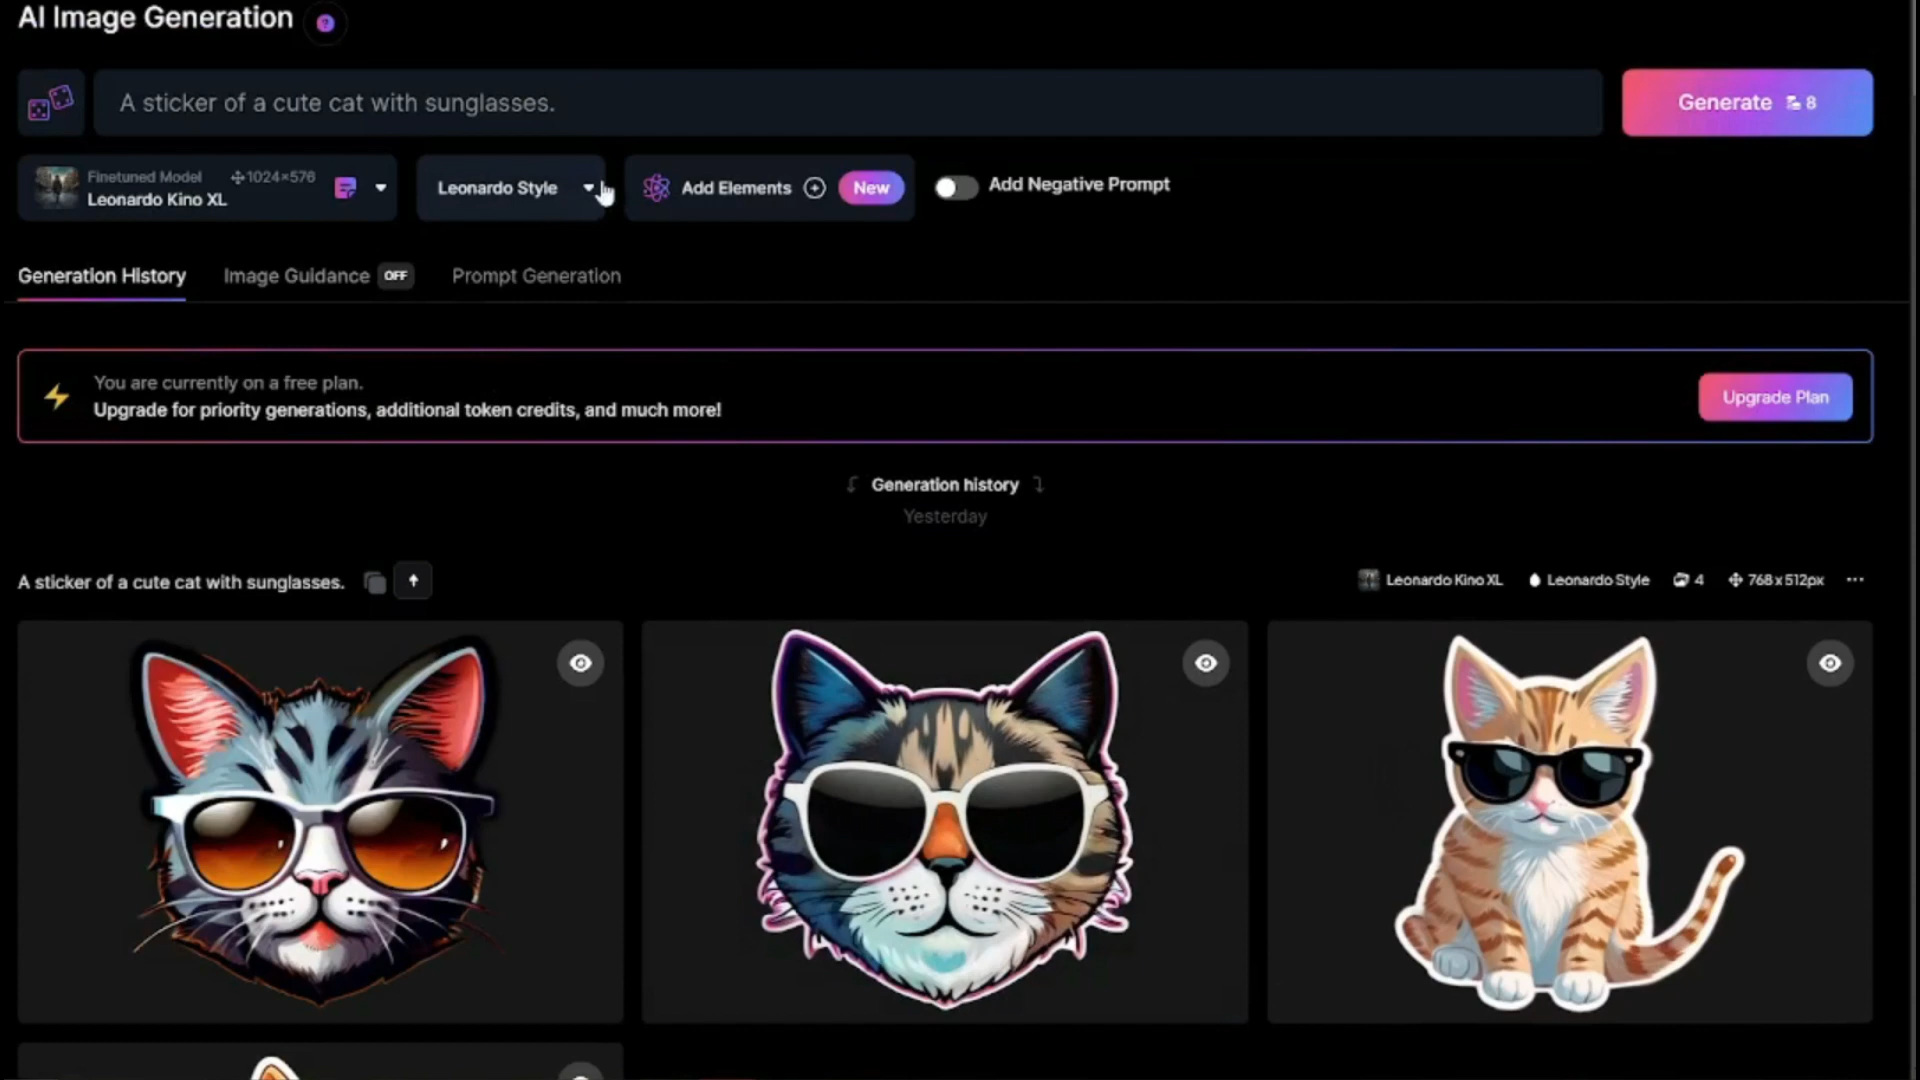 AI Image Generation ?
A sticker of a cute cat with sunglasses.
Generate 8
Finetuned Model 1024×576
Leonardo Kino XL
Leonardo Style
Add Elements
New
Add Negative Prompt
Generation History
Image Guidance OFF
Prompt Generation
You are currently on a free plan.
Upgrade for priority generations, additional token credits, and much more!
Upgrade Plan
Generation history
Yesterday
A sticker of a cute cat with sunglasses.
Leonardo Kino XL
Leonardo Style
4
768 x 512px